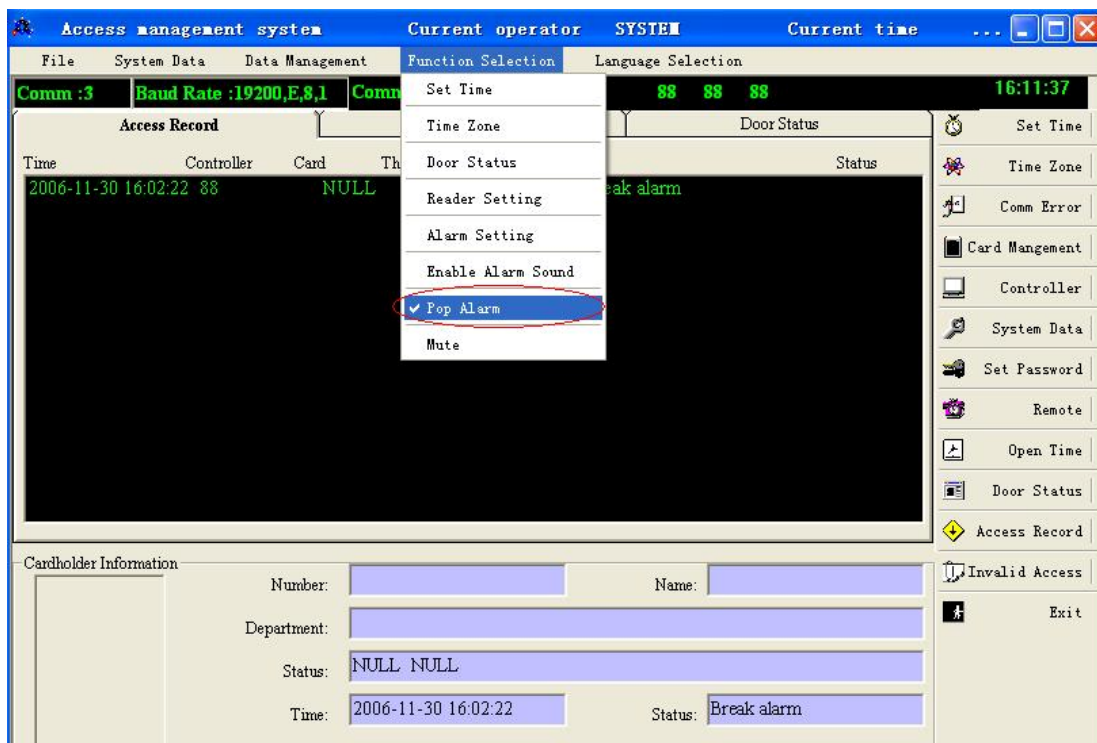 Access management system Current operator SYSTEM Current time ...
File System Data Data Management Function Selection Language Selection
Comm :3 Baud Rate :19200,E,8,1 Comm 88 88 88 16:11:37
Set Time
Time Zone
Door Status
Reader Setting
Alarm Setting
Enable Alarm Sound
Pop Alarm
Mute
Access Record Door Status
Time Controller Card Th Status
2006-11-30 16:02:22 88 NULL eak alarm
Set Time
Time Zone
Comm Error
Card Mangement
Controller
System Data
Set Password
Remote
Open Time
Door Status
Access Record
Invalid Access
Exit
Cardholder Information
Number: Name:
Department:
Status: NULL NULL
Time: 2006-11-30 16:02:22 Status: Break alarm